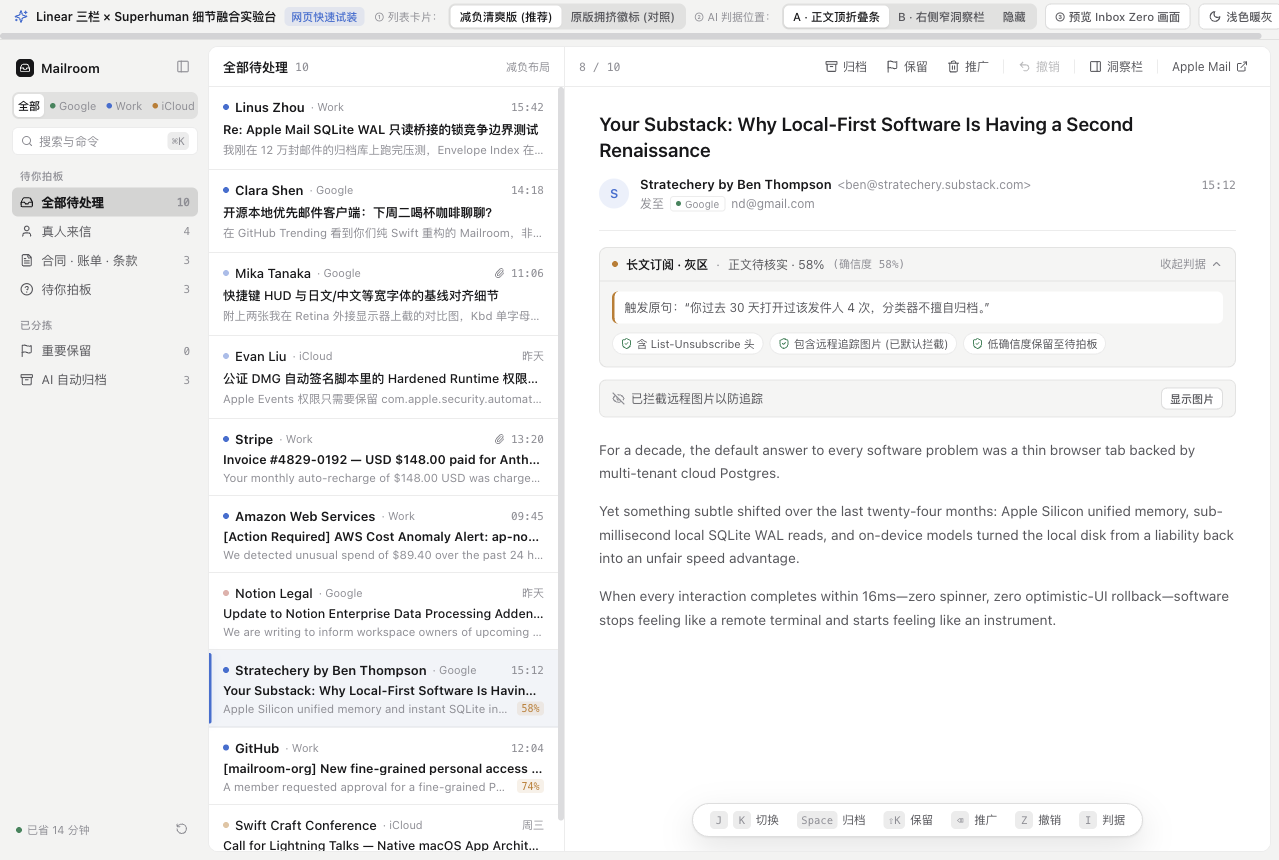 Linear 三栏 × Superhuman 细节融合实验台 网页快速试装 ① 列表卡片: 减负清爽版 (推荐) 原版拥挤徽标 (对照) ② AI 判据位置: A · 正文顶折叠条 B · 右侧窄洞察栏 隐藏 ③ 预览 Inbox Zero 画面 浅色暖灰
Mailroom
全部 Google Work iCloud
搜索与命令 ⌘K
待你拍板
全部待处理 10
真人来信 4
合同 · 账单 · 条款 3
待你拍板 3
已分拣
重要保留 0
AI 自动归档 3
已省 14 分钟
全部待处理 10 减负布局
Linus Zhou · Work 15:42
Re: Apple Mail SQLite WAL 只读桥接的锁竞争边界测试
我刚在 12 万封邮件的归档库上跑完压测，Envelope Index 在…
Clara Shen · Google 14:18
开源本地优先邮件客户端：下周二喝杯咖啡聊聊?
在 GitHub Trending 看到你们纯 Swift 重构的 Mailroom，非…
Mika Tanaka · Google 11:06
快捷键 HUD 与日文/中文等宽字体的基线对齐细节
附上两张我在 Retina 外接显示器上截的对比图，Kbd 单字母…
Evan Liu · iCloud 昨天
公证 DMG 自动签名脚本里的 Hardened Runtime 权限…
Apple Events 权限只需要保留 com.apple.security.automat…
Stripe · Work 13:20
Invoice #4829-0192 — USD $148.00 paid for Anth…
Your monthly auto-recharge of $148.00 USD was charge…
Amazon Web Services · Work 09:45
[Action Required] AWS Cost Anomaly Alert: ap-no…
We detected unusual spend of $89.40 over the past 24 h…
Notion Legal · Google 昨天
Update to Notion Enterprise Data Processing Adden…
We are writing to inform workspace owners of upcoming …
Stratechery by Ben Thompson · Google 15:12
Your Substack: Why Local-First Software Is Havin…
Apple Silicon unified memory and instant SQLite in… 58%
GitHub · Work 12:04
[mailroom-org] New fine-grained personal access …
A member requested approval for a fine-grained P… 74%
Swift Craft Conference · iCloud 周三
Call for Lightning Talks — Native macOS App Archit…
8 / 10 归档 保留 推广 撤销 洞察栏 Apple Mail
Your Substack: Why Local-First Software Is Having a Second
Renaissance
S
Stratechery by Ben Thompson <ben@stratechery.substack.com> 15:12
发至 Google nd@gmail.com
长文订阅 · 灰区 · 正文待核实 · 58% (确信度 58%) 收起判据
触发原句：“你过去 30 天打开过该发件人 4 次，分类器不擅自归档。”
含 List-Unsubscribe 头 包含远程追踪图片 (已默认拦截) 低确信度保留至待拍板
已拦截远程图片以防追踪 显示图片
For a decade, the default answer to every software problem was a thin browser tab backed by
multi-tenant cloud Postgres.
Yet something subtle shifted over the last twenty-four months: Apple Silicon unified memory, sub-
millisecond local SQLite WAL reads, and on-device models turned the local disk from a liability back
into an unfair speed advantage.
When every interaction completes within 16ms—zero spinner, zero optimistic-UI rollback—software
stops feeling like a remote terminal and starts feeling like an instrument.
J K 切换 Space 归档 ⇧K 保留 ⌫ 推广 Z 撤销 I 判据